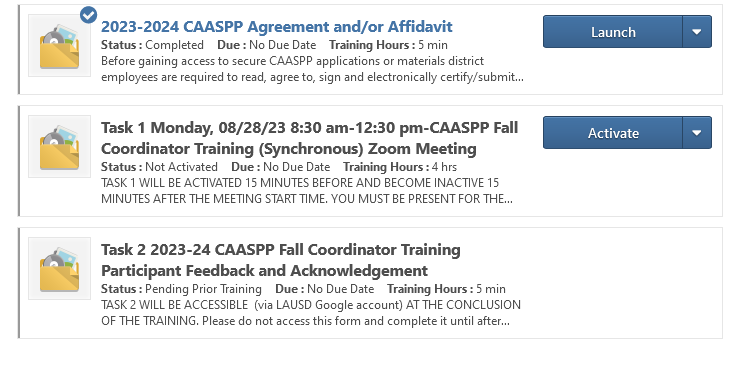 2023-2024 CAASPP Agreement and/or Affidavit
Status : Completed Due : No Due Date Training Hours : 5 min
Before gaining access to secure CAASPP applications or materials district
employees are required to read, agree to, sign and electronically certify/submit...
Launch
Task 1 Monday, 08/28/23 8:30 am-12:30 pm-CAASPP Fall
Coordinator Training (Synchronous) Zoom Meeting
Status : Not Activated Due : No Due Date Training Hours : 4 hrs
TASK 1 WILL BE ACTIVATED 15 MINUTES BEFORE AND BECOME INACTIVE 15
MINUTES AFTER THE MEETING START TIME. YOU MUST BE PRESENT FOR THE...
Activate
Task 2 2023-24 CAASPP Fall Coordinator Training
Participant Feedback and Acknowledgement
Status : Pending Prior Training Due : No Due Date Training Hours : 5 min
TASK 2 WILL BE ACCESSIBLE (via LAUSD Google account) AT THE CONCLUSION
OF THE TRAINING. Please do not access this form and complete it until after...